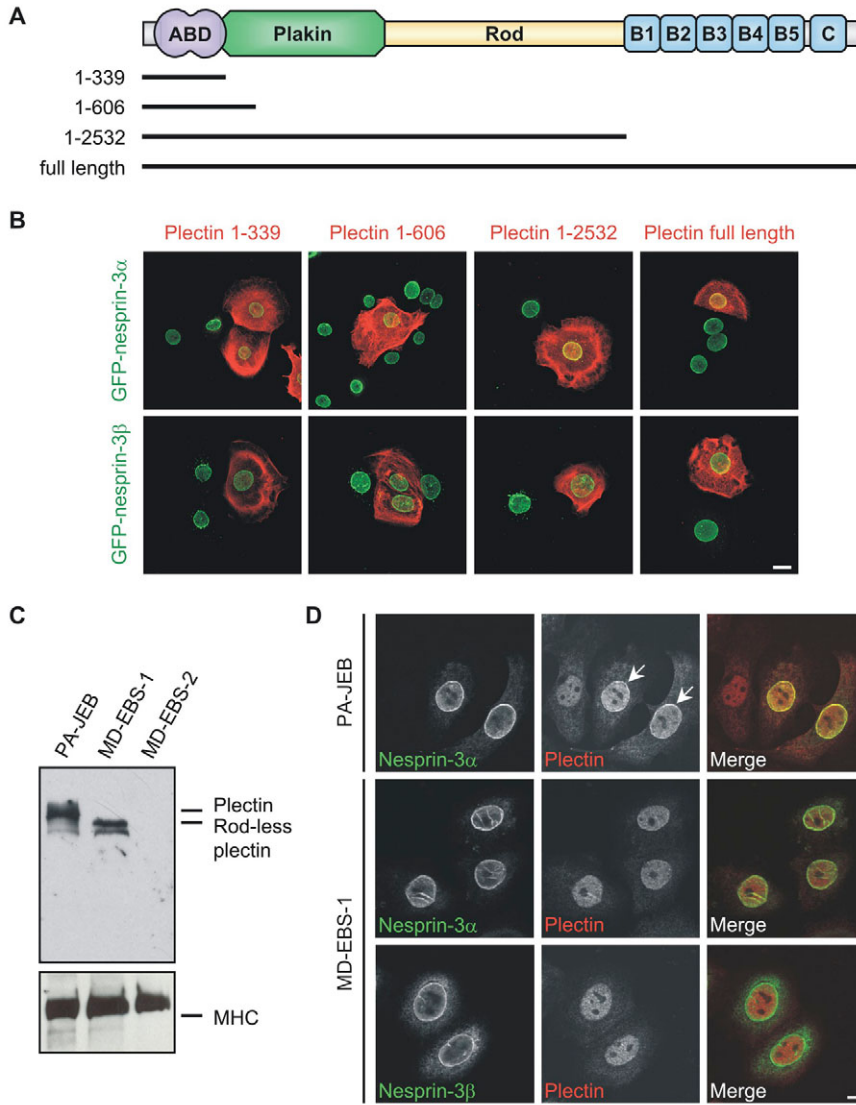 A
ABD Plakin Rod B1 B2 B3 B4 B5 C
1-339
1-606
1-2532
full length
B
Plectin 1-339 Plectin 1-606 Plectin 1-2532 Plectin full length
GFP-nesprin-3α
GFP-nesprin-3β
C
PA-JEB
MD-EBS-1
MD-EBS-2
Plectin
Rod-less
plectin
MHC
D
PA-JEB
Nesprin-3α Plectin Merge
MD-EBS-1
Nesprin-3α Plectin Merge
Nesprin-3β Plectin Merge